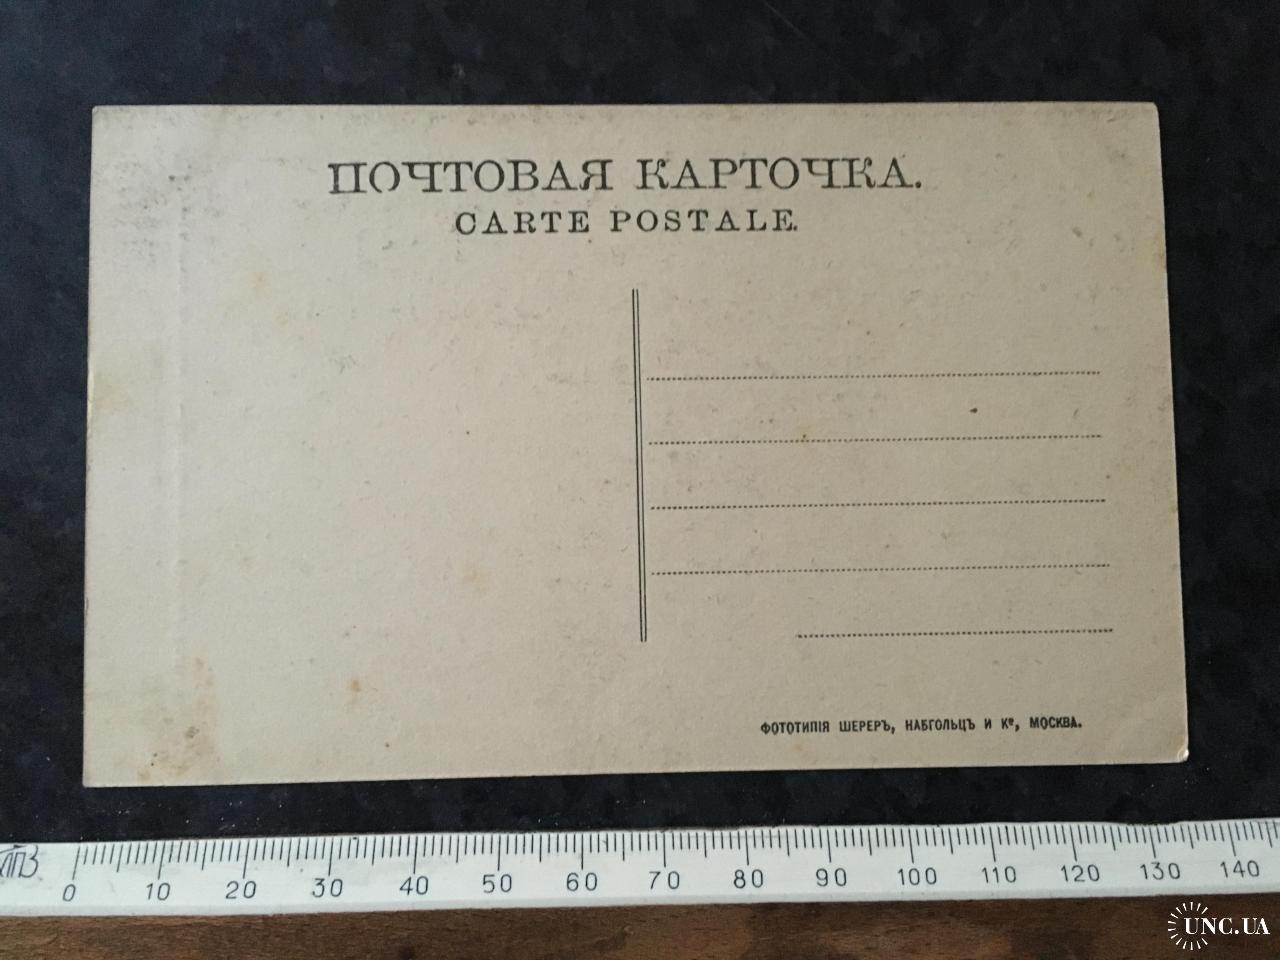 ПОЧТОВАЯ КАРТОЧКА.
CARTE POSTALE.
ФОТОТИПІЯ ШЕРЕРЪ, НАБГОЛЬЦЪ И Кº, МОСКВА.
0 10 20 30 40 50 60 70 80 90 100 110 120 130 140
UNC.UA